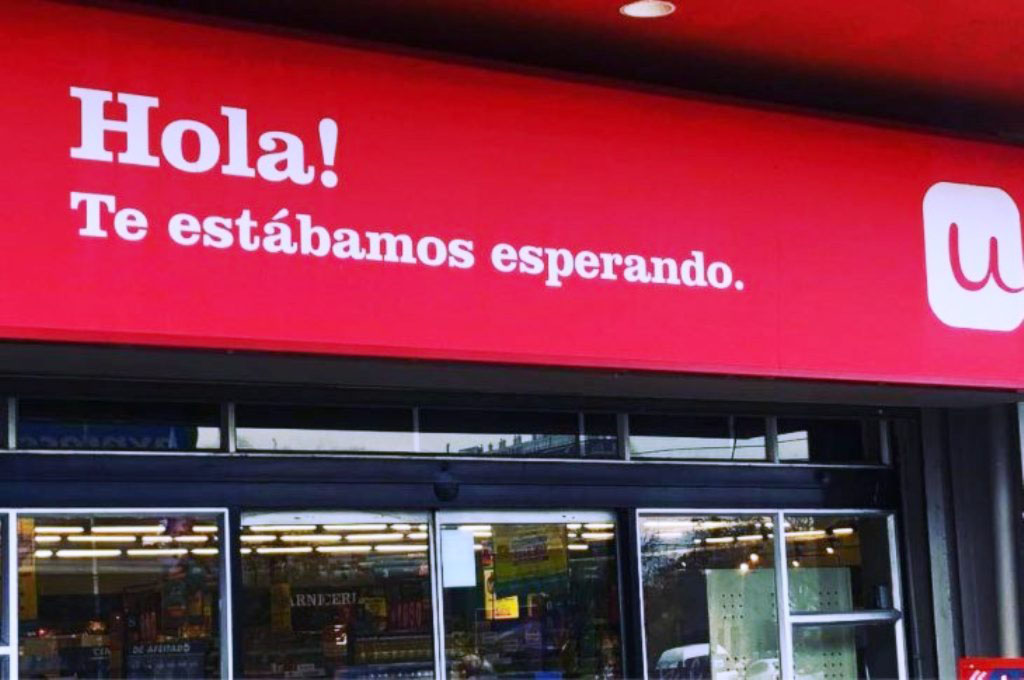 Hola!
Te estábamos esperando.
u